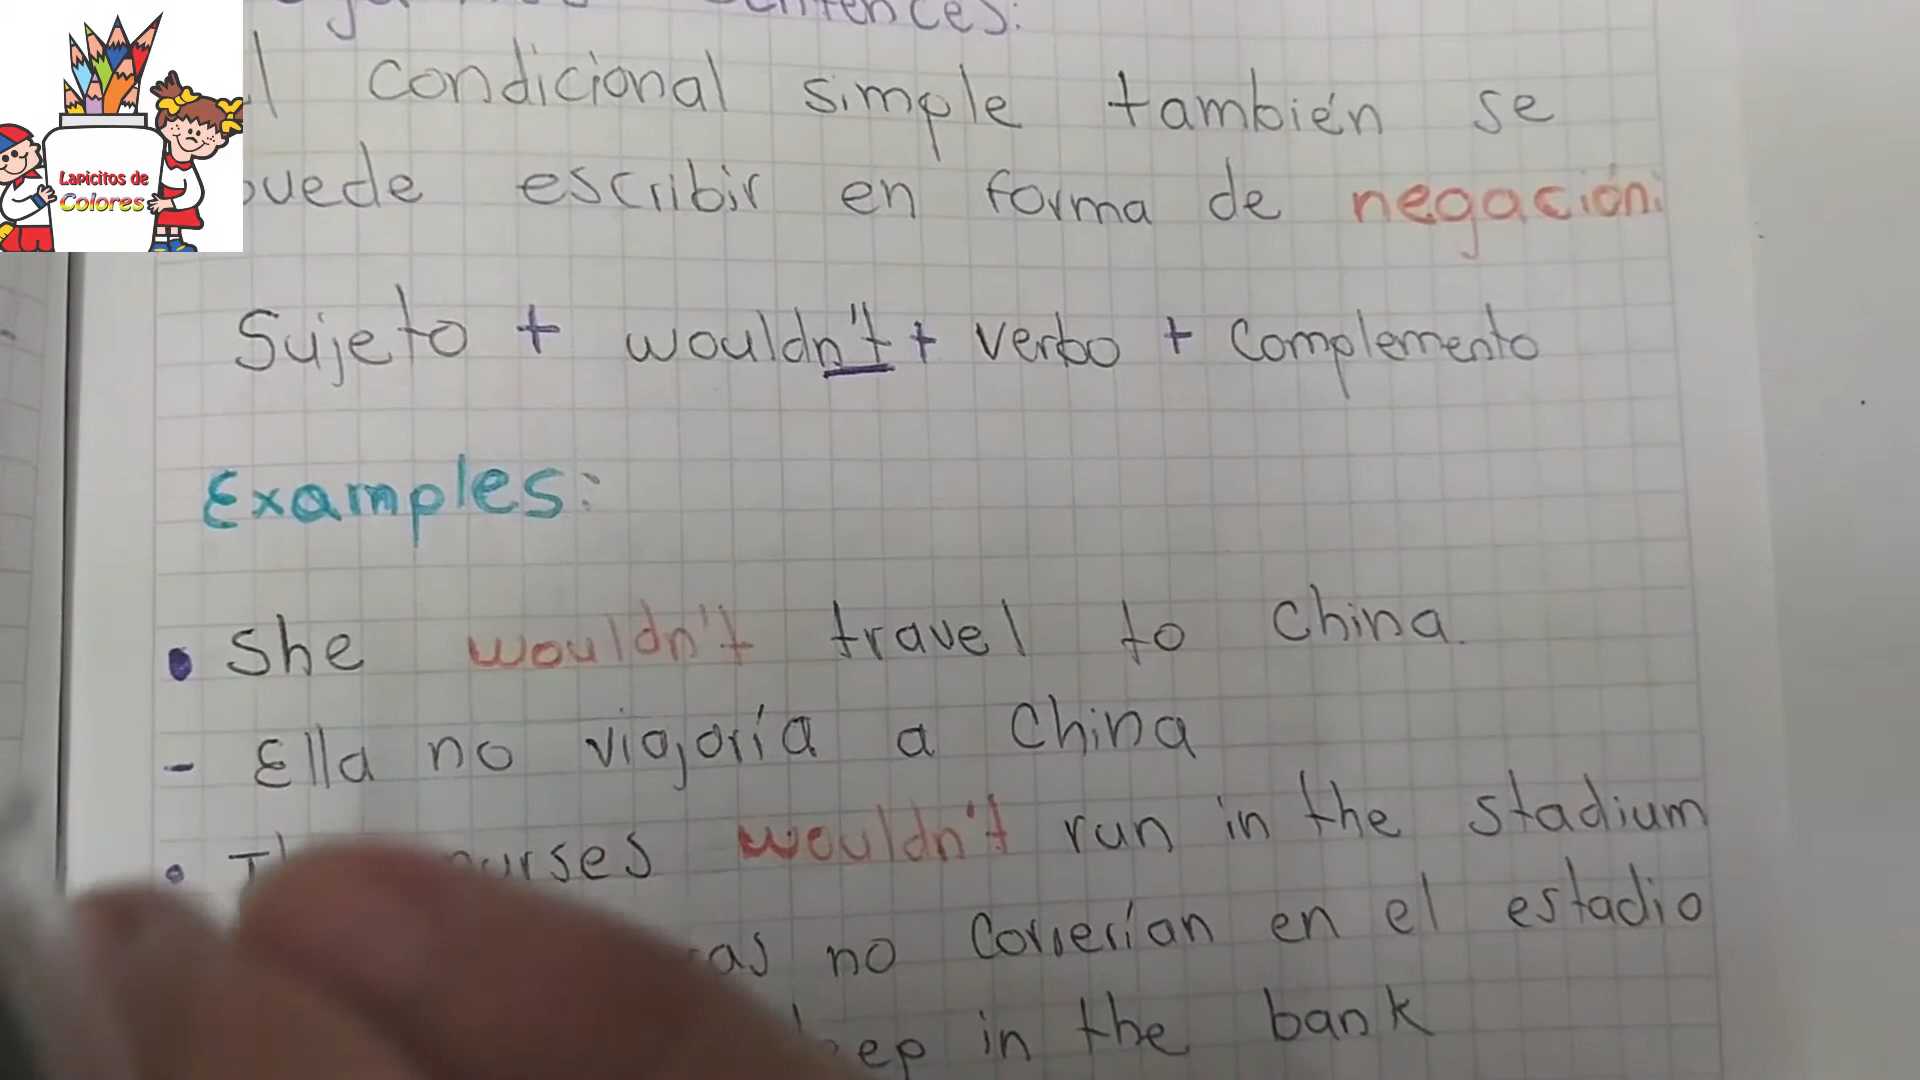 sentences:
condicional simple también se
puede escribir en forma de negación:
Sujeto + wouldn't + verbo + complemento
Examples:
• She wouldn't travel to China.
- Ella no viajaría a China
• wouldn't run in the stadium
no correrían en el estadio
in the bank
Lapicitos de
Colores